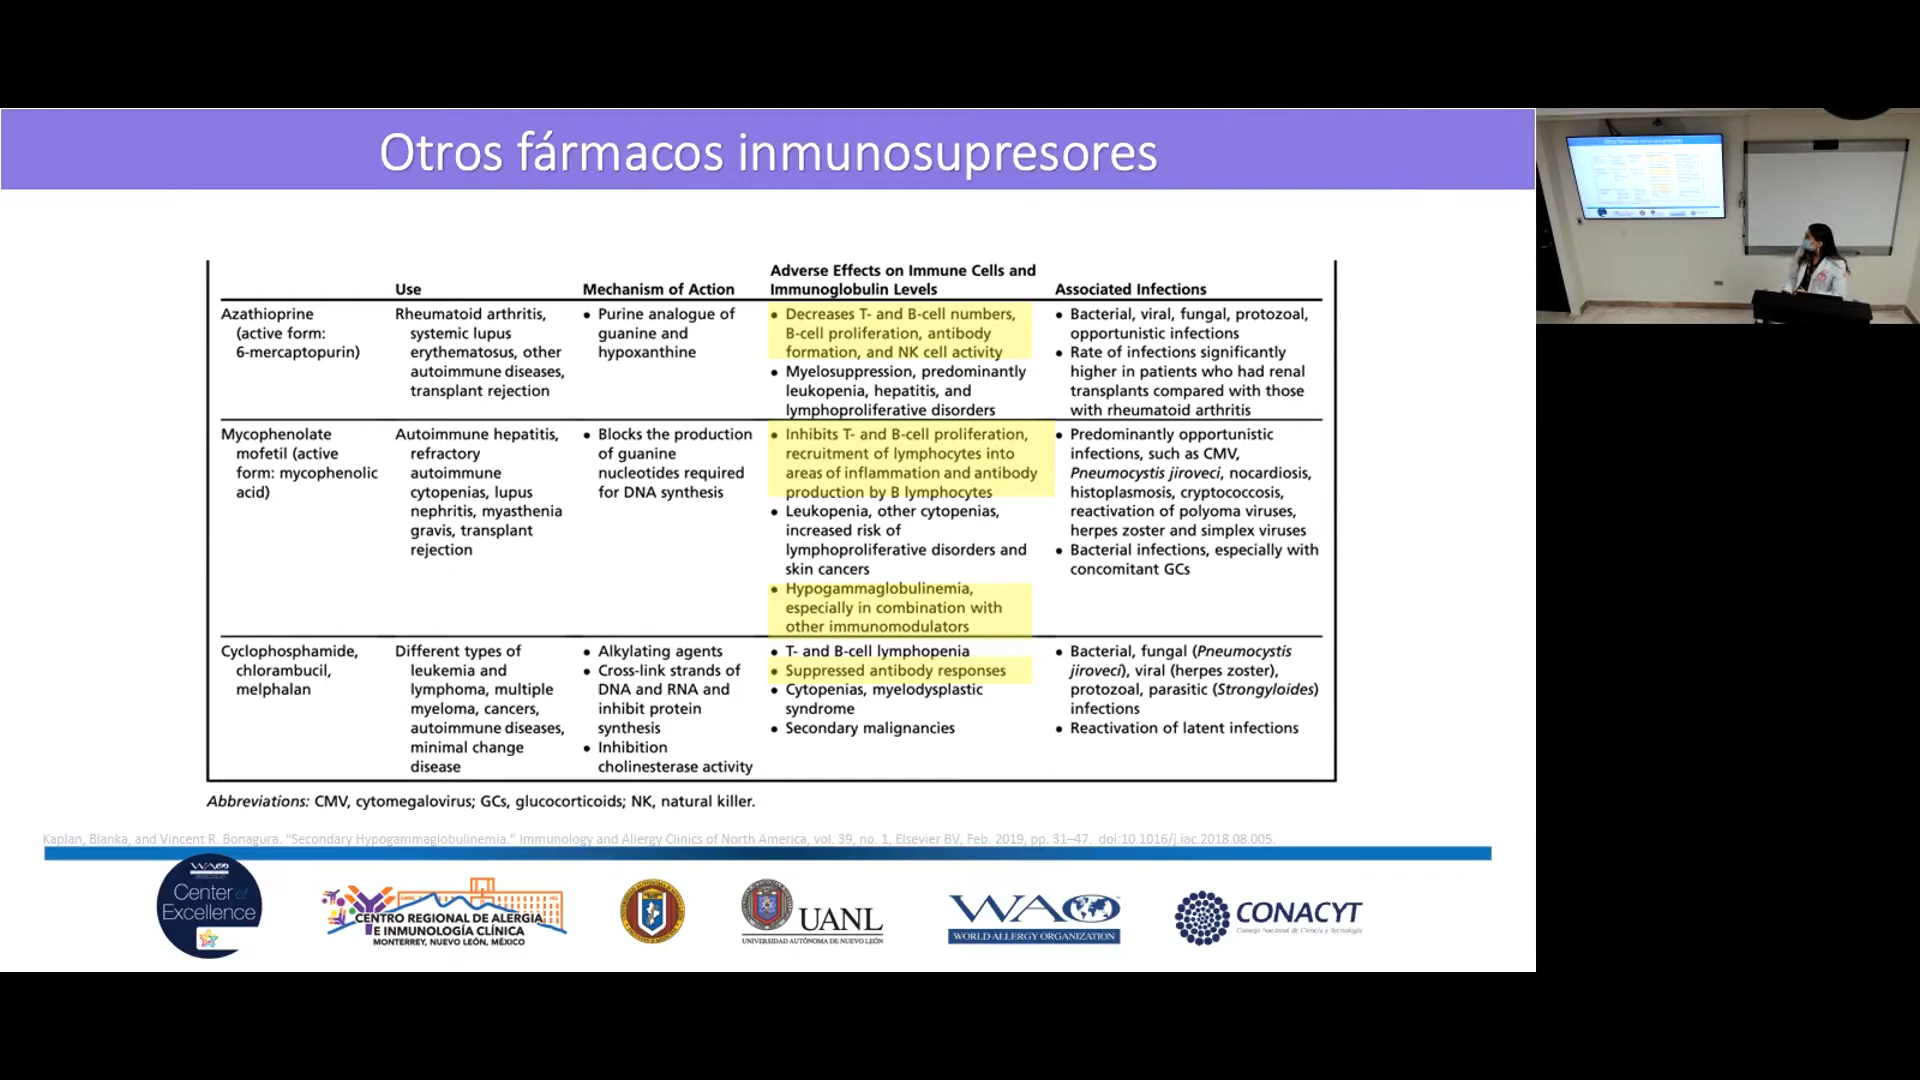 Otros fármacos inmunosupresores
Use
Mechanism of Action
Adverse Effects on Immune Cells and
Immunoglobulin Levels
Associated Infections
Azathioprine
(active form:
6-mercaptopurin)
Rheumatoid arthritis,
systemic lupus
erythematosus, other
autoimmune diseases,
transplant rejection
• Purine analogue of
guanine and
hypoxanthine
• Decreases T- and B-cell numbers,
B-cell proliferation, antibody
formation, and NK cell activity
• Myelosuppression, predominantly
leukopenia, hepatitis, and
lymphoproliferative disorders
• Bacterial, viral, fungal, protozoal,
opportunistic infections
• Rate of infections significantly
higher in patients who had renal
transplants compared with those
with rheumatoid arthritis
Mycophenolate
mofetil (active
form: mycophenolic
acid)
Autoimmune hepatitis,
refractory
autoimmune
cytopenias, lupus
nephritis, myasthenia
gravis, transplant
rejection
• Blocks the production
of guanine
nucleotides required
for DNA synthesis
• Inhibits T- and B-cell proliferation,
recruitment of lymphocytes into
areas of inflammation and antibody
production by B lymphocytes
• Leukopenia, other cytopenias,
increased risk of
lymphoproliferative disorders and
skin cancers
• Hypogammaglobulinemia,
especially in combination with
other immunomodulators
• Predominantly opportunistic
infections, such as CMV,
Pneumocystis jiroveci, nocardiosis,
histoplasmosis, cryptococcosis,
reactivation of polyoma viruses,
herpes zoster and simplex viruses
• Bacterial infections, especially with
concomitant GCs
Cyclophosphamide,
chlorambucil,
melphalan
Different types of
leukemia and
lymphoma, multiple
myeloma, cancers,
autoimmune diseases,
minimal change
disease
• Alkylating agents
• Cross-link strands of
DNA and RNA and
inhibit protein
synthesis
• Inhibition
cholinesterase activity
• T- and B-cell lymphopenia
• Suppressed antibody responses
• Cytopenias, myelodysplastic
syndrome
• Secondary malignancies
• Bacterial, fungal (Pneumocystis
jiroveci), viral (herpes zoster),
protozoal, parasitic (Strongyloides)
infections
• Reactivation of latent infections
Abbreviations: CMV, cytomegalovirus; GCs, glucocorticoids; NK, natural killer.
Kaplan, Blanka, and Vincent R. Bonagura. "Secondary Hypogammaglobulinemia." Immunology and Allergy Clinics of North America, vol. 39, no. 1, Elsevier BV, Feb. 2019, pp. 31–47. doi:10.1016/j.iac.2018.08.005.
WAO
Center of
Excellence
CENTRO REGIONAL DE ALERGIA
E INMUNOLOGÍA CLÍNICA
MONTERREY, NUEVO LEÓN, MÉXICO
UANL
UNIVERSIDAD AUTÓNOMA DE NUEVO LEÓN
WAO
WORLD ALLERGY ORGANIZATION
CONACYT
Consejo Nacional de Ciencia y Tecnología
Otros fármacos inmunosupresores